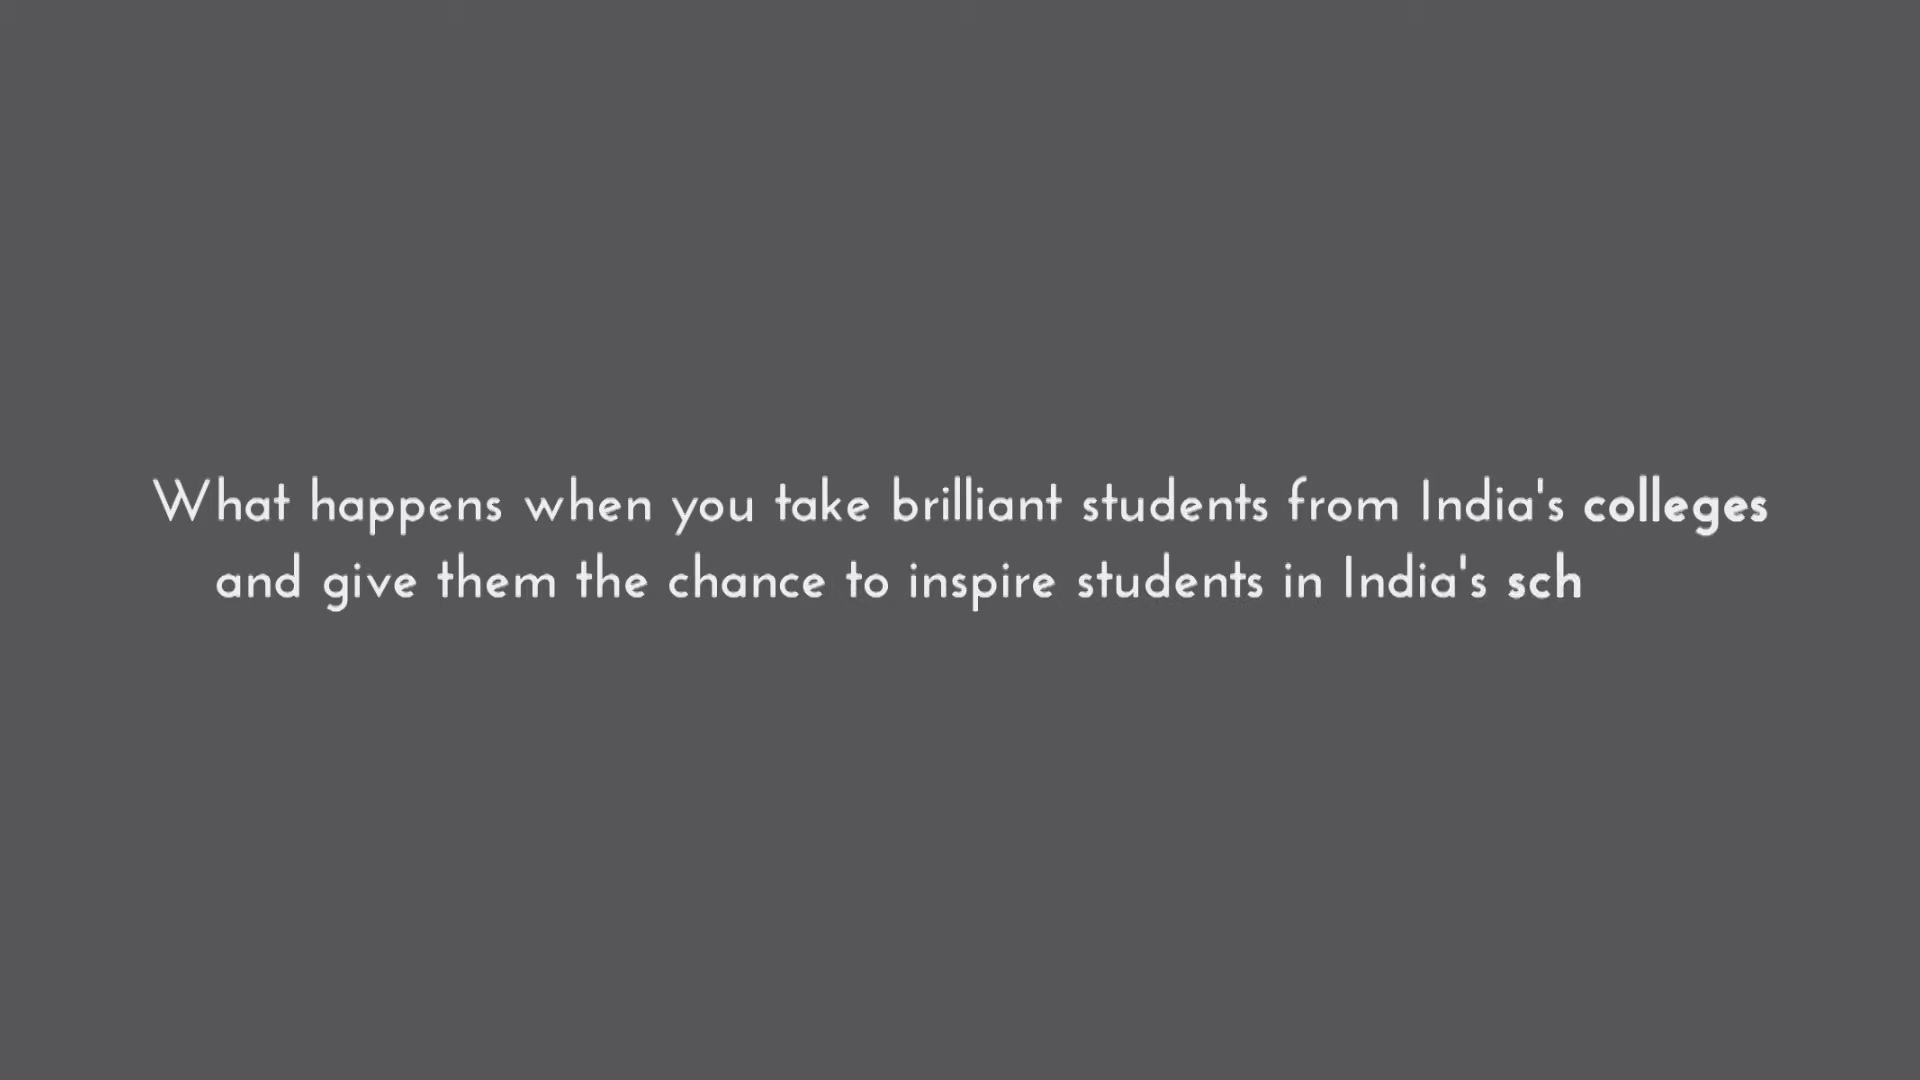 What happens when you take brilliant students from India's colleges
and give them the chance to inspire students in India's sch